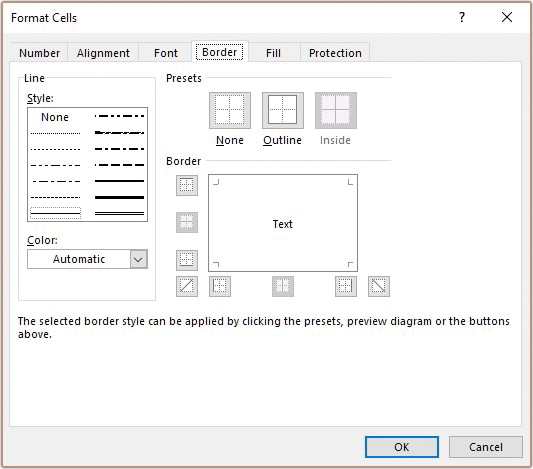 Format Cells
Number Alignment Font Border Fill Protection
Line
Style:
None
Color:
Automatic
Presets
None Outline Inside
Border
Text
The selected border style can be applied by clicking the presets, preview diagram or the buttons
above.
OK Cancel